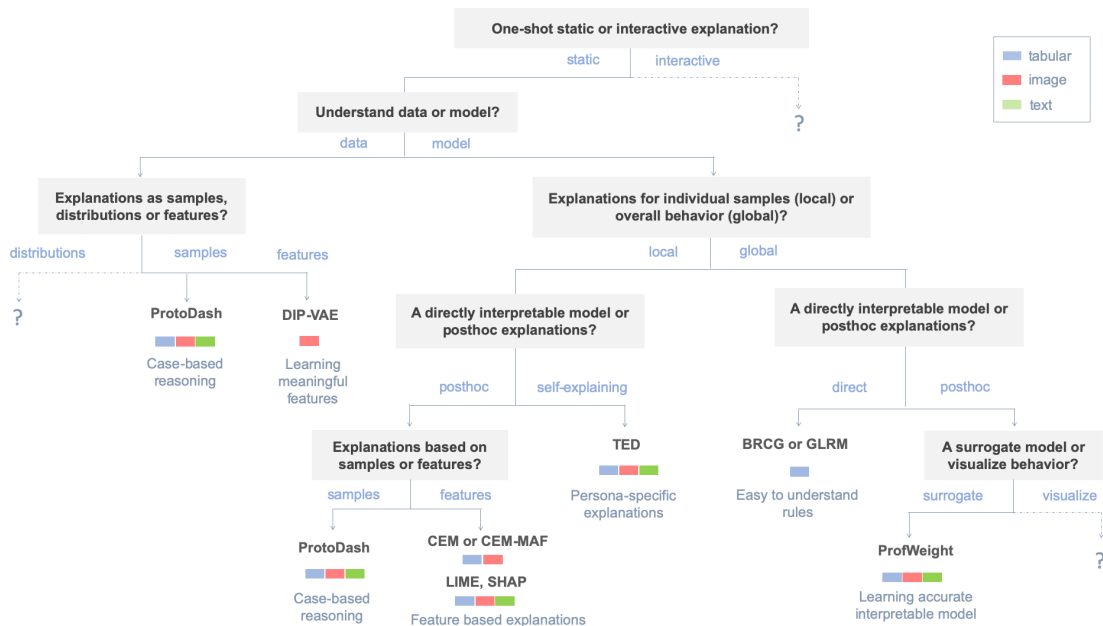 One-shot static or interactive explanation?
static
interactive
tabular
image
text
Understand data or model?
?
data
model
Explanations as samples,
distributions or features?
Explanations for individual samples (local) or
overall behavior (global)?
distributions
samples
features
local
global
?
ProtoDash
Case-based
reasoning
DIP-VAE
Learning
meaningful
features
A directly interpretable model or
posthoc explanations?
A directly interpretable model or
posthoc explanations?
posthoc
self-explaining
direct
posthoc
Explanations based on
samples or features?
TED
Persona-specific
explanations
BRCG or GLRM
Easy to understand
rules
A surrogate model or
visualize behavior?
samples
features
surrogate
visualize
ProtoDash
Case-based
reasoning
CEM or CEM-MAF
LIME, SHAP
Feature based explanations
ProfWeight
Learning accurate
interpretable model
?